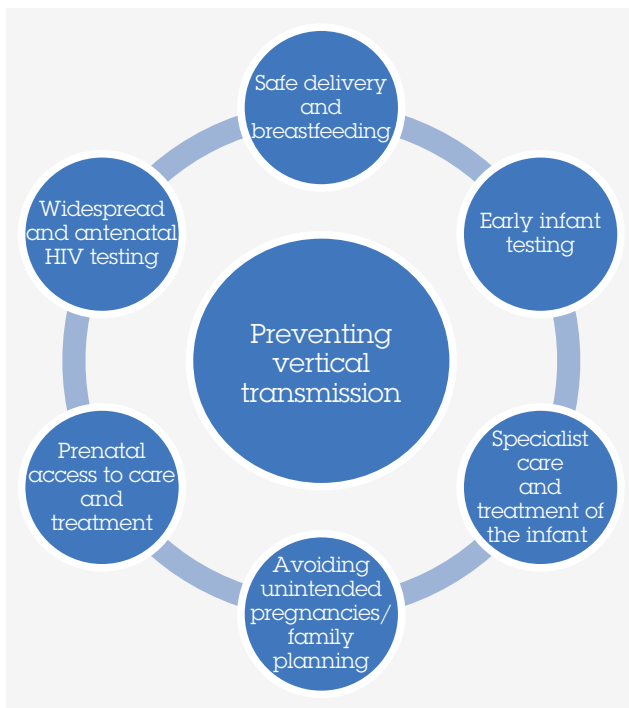 Safe delivery
and
breastfeeding
Early infant
testing
Specialist
care
and
treatment of
the infant
Avoiding
unintended
pregnancies/
family
planning
Prenatal
access to care
and
treatment
Widespread
and antenatal
HIV testing
Preventing
vertical
transmission